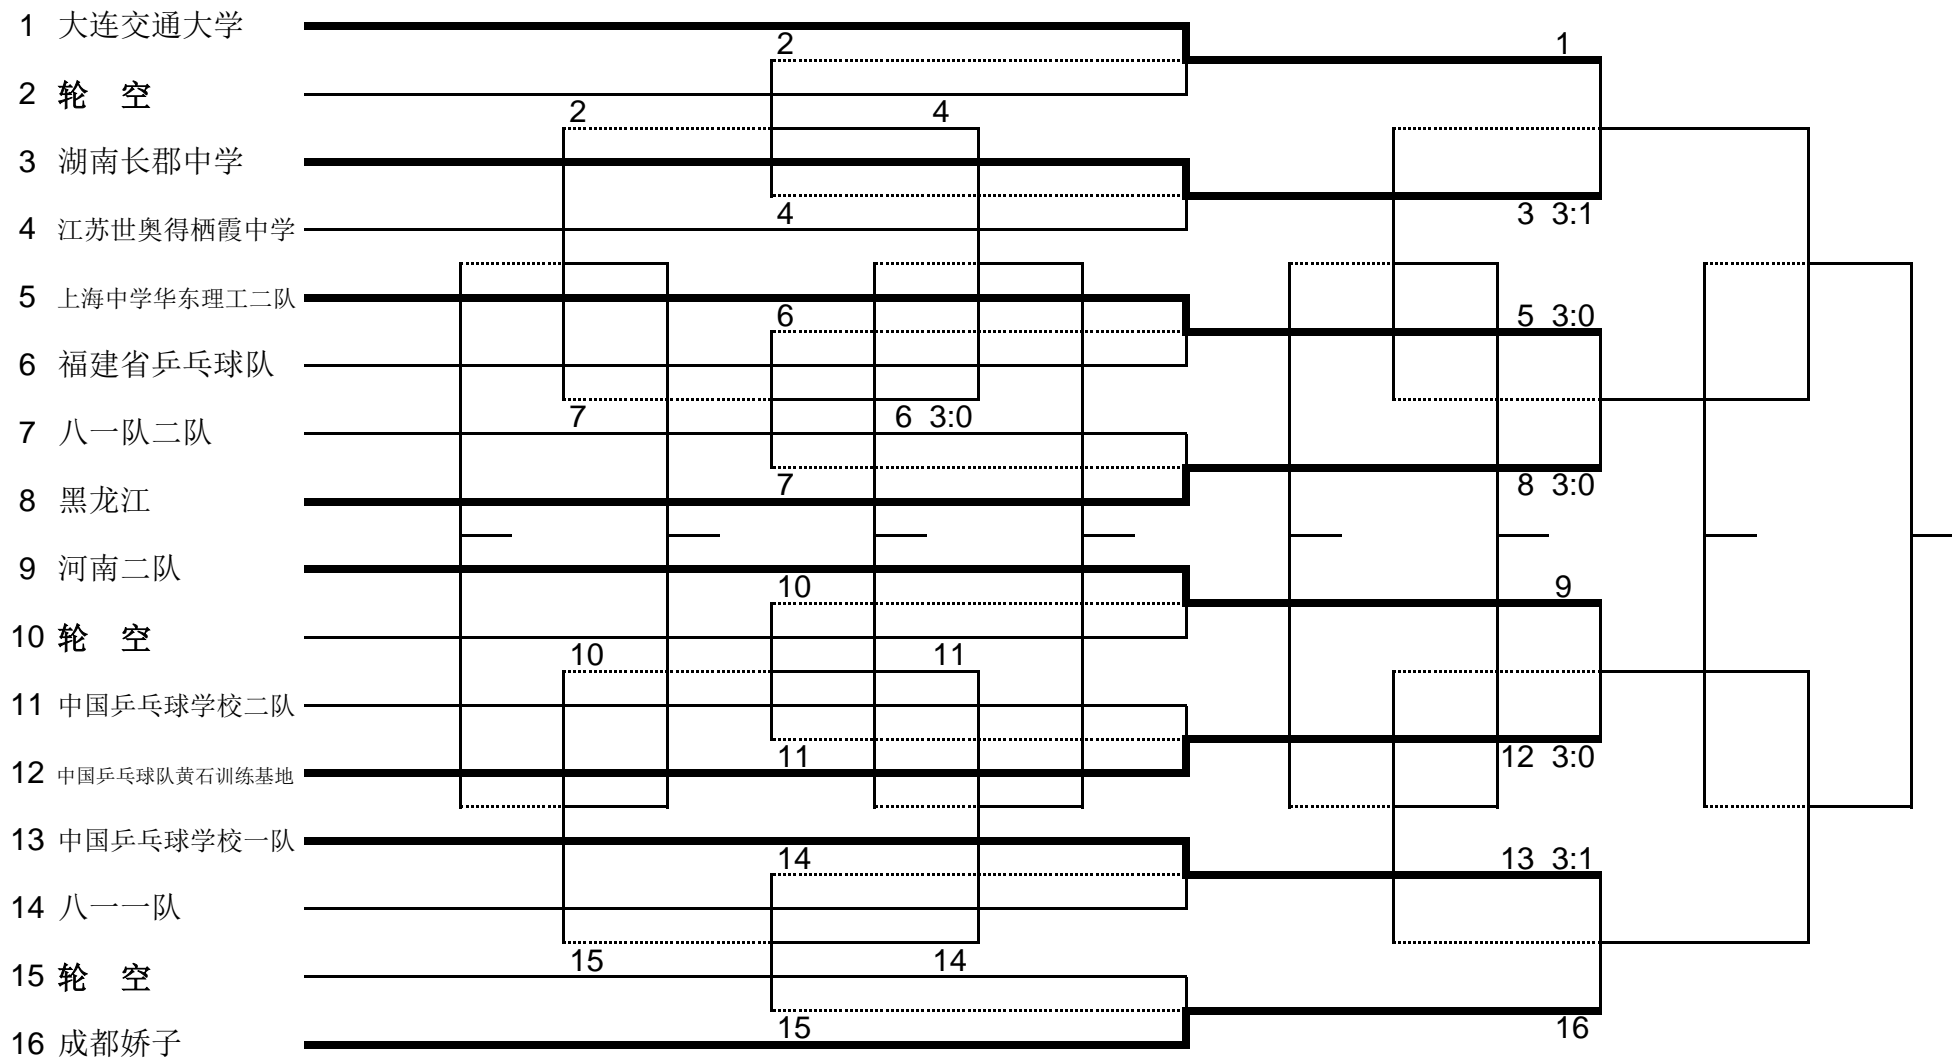 1 大连交通大学
2 1
2 轮 空
2 4
3 湖南长郡中学
4 江苏世奥得栖霞中学
4 3 3:1
5 上海中学华东理工二队
6 5 3:0
6 福建省乒乓球队
7 6 3:0
7 八一队二队
7 8 3:0
8 黑龙江
9 河南二队
10 9
10 轮 空
10 11
11 中国乒乓球学校二队
11 12 3:0
12 中国乒乓球队黄石训练基地
13 中国乒乓球学校一队
14 13 3:1
14 八一一队
15 14
15 轮 空
15 16
16 成都娇子